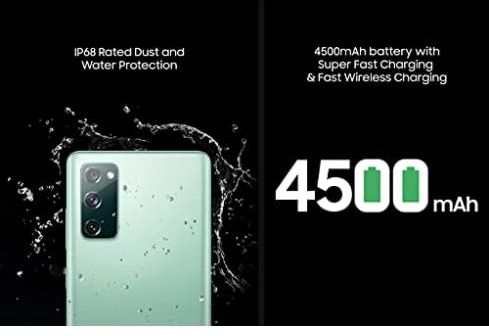 IP68 Rated Dust and
Water Protection
4500mAh battery with
Super Fast Charging
& Fast Wireless Charging
4500 mAh